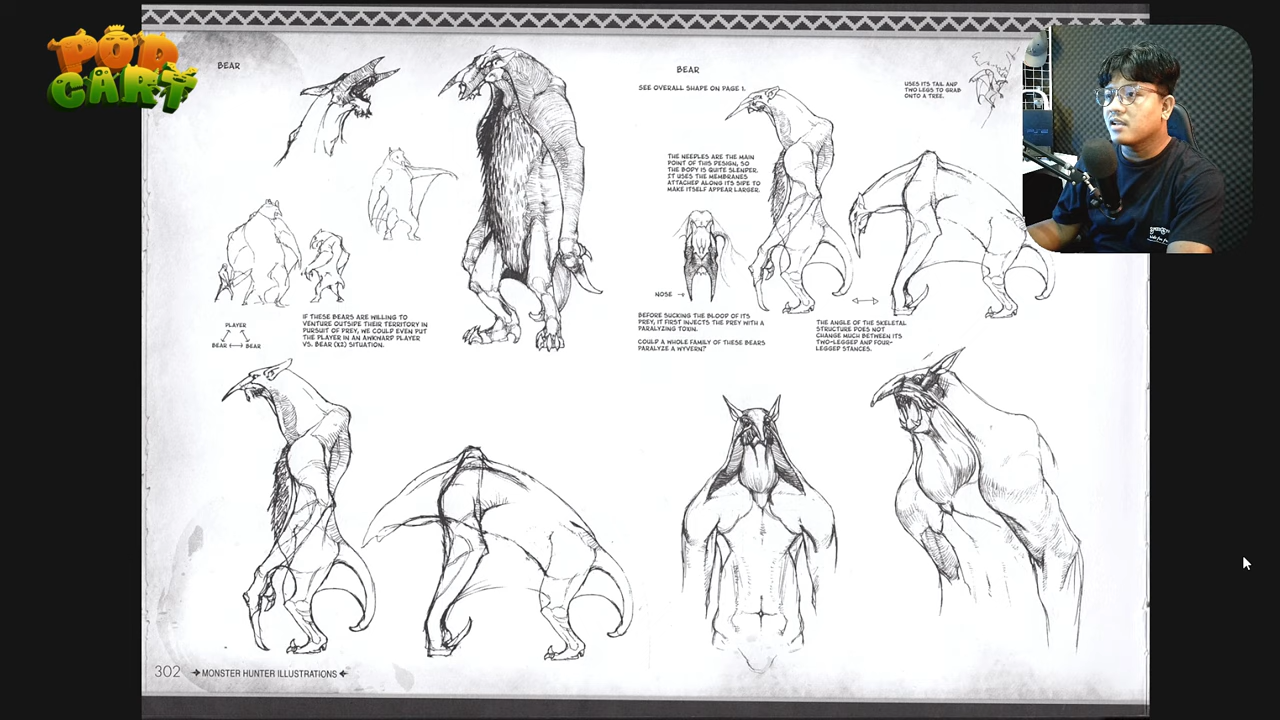 POD
CART
BEAR
IF THESE BEARS ARE WILLING TO
VENTURE OUTSIDE THEIR TERRITORY IN
PURSUIT OF PREY, WE COULD EVEN PUT
THE PLAYER IN AN AWKWARD PLAYER
VS. BEAR (X2) SITUATION.
PLAYER
BEAR
BEAR
BEAR
SEE OVERALL SHAPE ON PAGE 1.
USES ITS TAIL AND
TWO LEGS TO GRAB
ONTO A TREE.
THE NEEDLES ARE THE MAIN
POINT OF THIS DESIGN, SO
THE BODY IS QUITE SLENDER.
IT USES THE MEMBRANES
ATTACHED ALONG ITS SIDE TO
MAKE ITSELF APPEAR LARGER.
NOSE
BEFORE SUCKING THE BLOOD OF ITS
PREY, IT FIRST INJECTS THE PREY WITH A
PARALYZING TOXIN.
COULD A WHOLE FAMILY OF THESE BEARS
PARALYZE A WYVERN?
THE ANGLE OF THE SKELETAL
STRUCTURE DOES NOT
CHANGE MUCH BETWEEN ITS
TWO-LEGGED AND FOUR-
LEGGED STANCES.
302
MONSTER HUNTER ILLUSTRATIONS